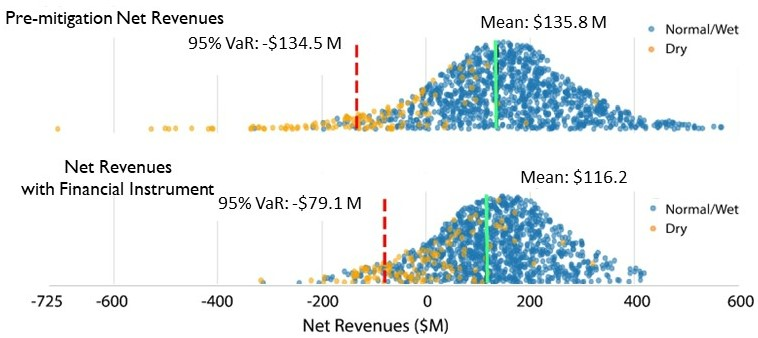 Pre-mitigation Net Revenues
Mean: $135.8 M
95% VaR: -$134.5 M
Normal/Wet
Dry
Net Revenues
with Financial Instrument
Mean: $116.2
95% VaR: -$79.1 M
Normal/Wet
Dry
-725 -600 -400 -200 0 200 400 600
Net Revenues ($M)